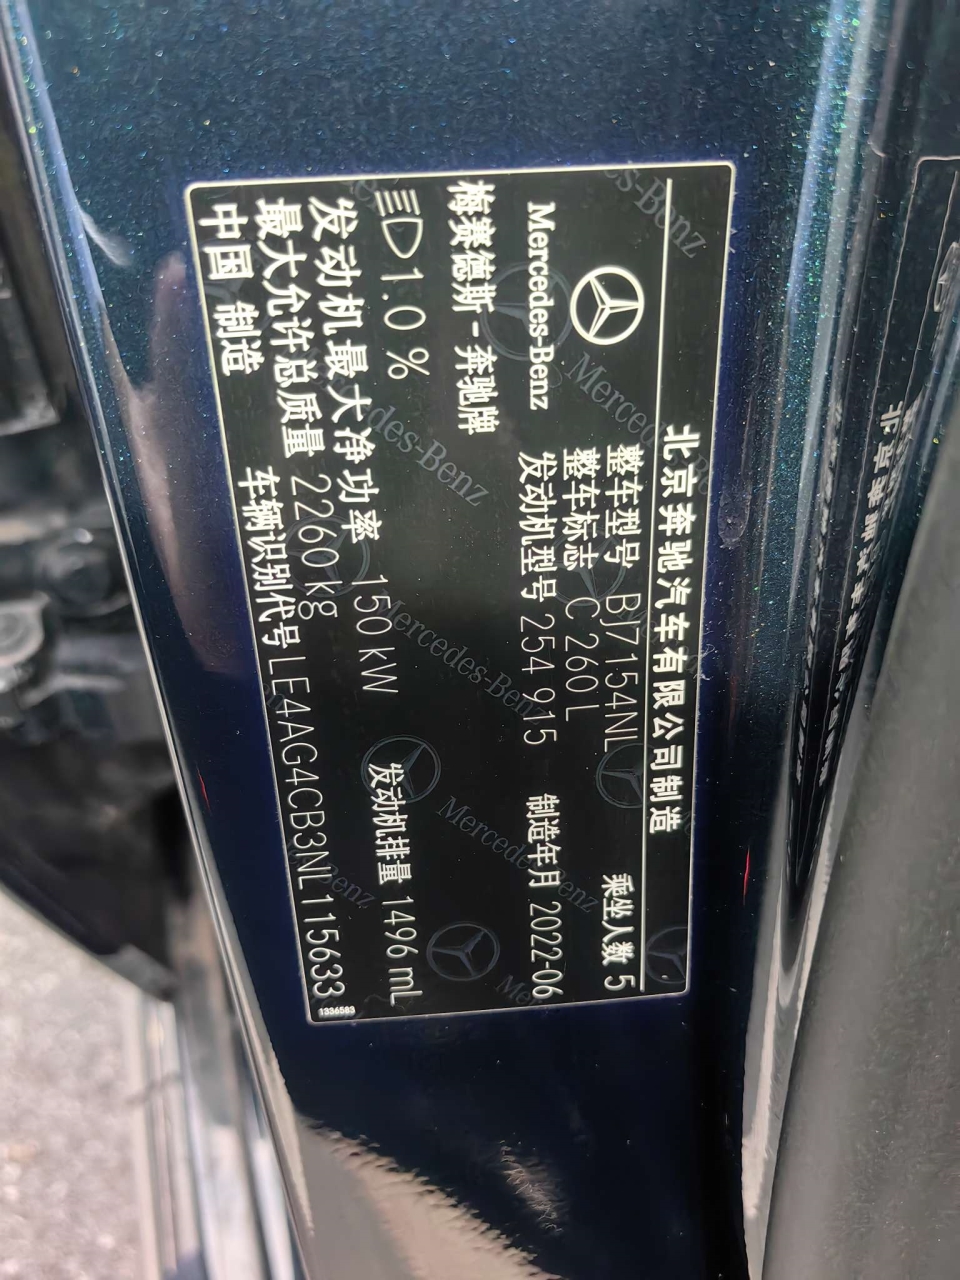 北京奔驰汽车有限公司制造
Mercedes-Benz
整车型号 BJ7154NL 乘坐人数 5
整车标志 C 260 L
发动机型号 254 915 制造年月 2022-06
梅赛德斯-奔驰牌
1.0 %
发动机最大净功率 150 kW 发动机排量 1496 mL
最大允许总质量 2260 kg
车辆识别代号 LE4AG4CB3NL115633
中国 制造
1336583